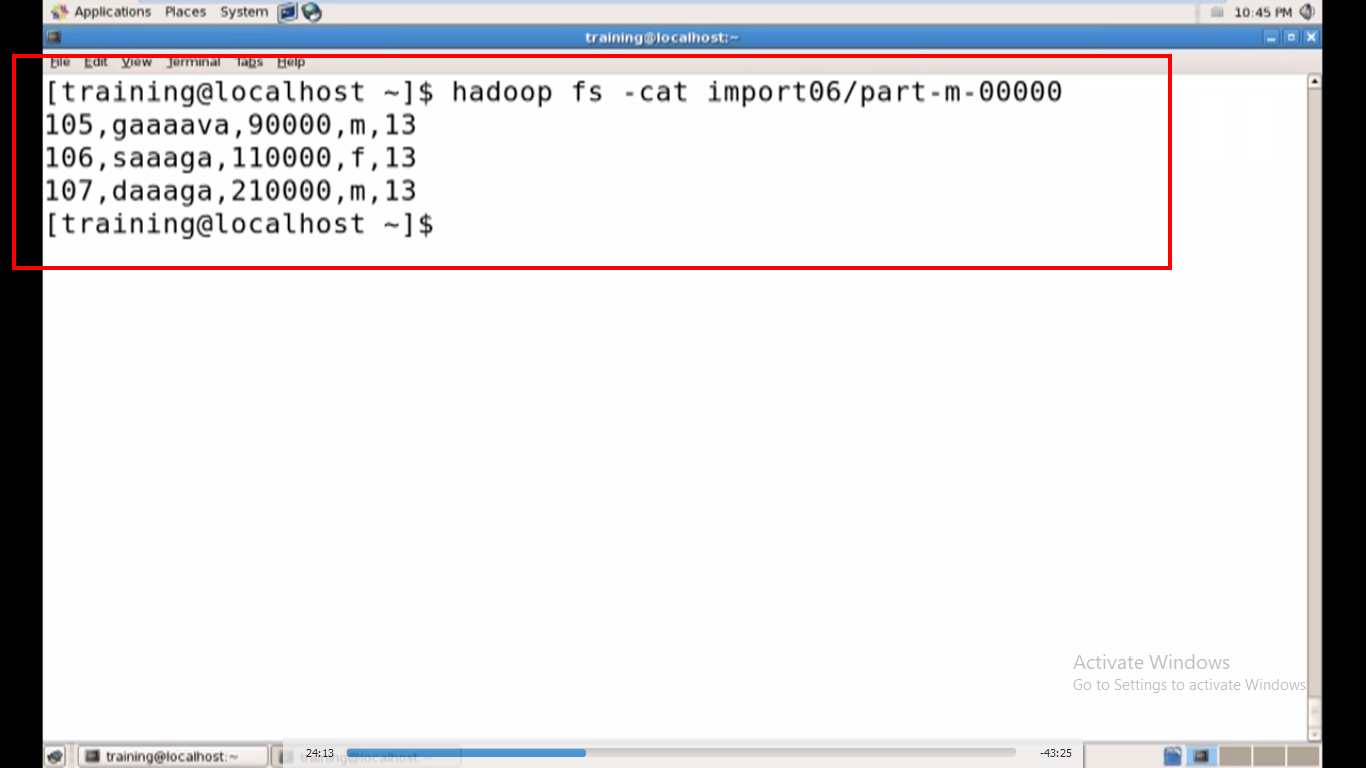 Applications Places System 10:45 PM
training@localhost:~
File Edit View Terminal Tabs Help
[training@localhost ~]$ hadoop fs -cat import06/part-m-00000
105,gaaaava,90000,m,13
106,saaaga,110000,f,13
107,daaaga,210000,m,13
[training@localhost ~]$
Activate Windows
Go to Settings to activate Windows
training@localhost:~ 24:13 training@localhost:~ -43:25